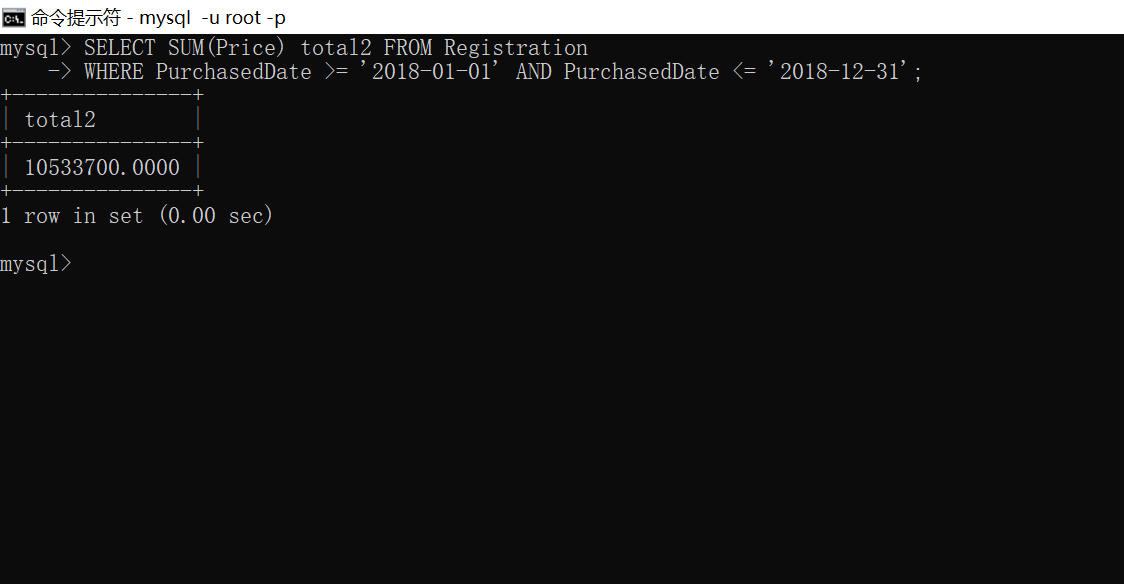 命令提示符 - mysql  -u root -p
mysql> SELECT SUM(Price) total2 FROM Registration
    -> WHERE PurchasedDate >= '2018-01-01' AND PurchasedDate <= '2018-12-31';
+---------------+
| total2        |
+---------------+
| 10533700.0000 |
+---------------+
1 row in set (0.00 sec)
mysql>